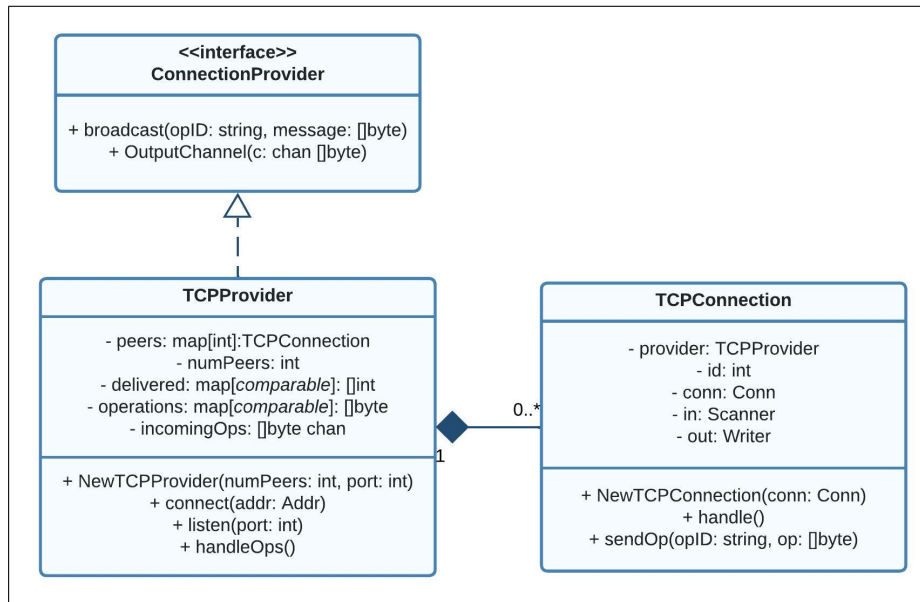 <<interface>>
ConnectionProvider
+ broadcast(opID: string, message: []byte)
+ OutputChannel(c: chan []byte)
TCPProvider
- peers: map[int]:TCPConnection
- numPeers: int
- delivered: map[comparable]: []int
- operations: map[comparable]: []byte
- incomingOps: []byte chan
+ NewTCPProvider(numPeers: int, port: int)
+ connect(addr: Addr)
+ listen(port: int)
+ handleOps()
1
0..*
TCPConnection
- provider: TCPProvider
- id: int
- conn: Conn
- in: Scanner
- out: Writer
+ NewTCPConnection(conn: Conn)
+ handle()
+ sendOp(opID: string, op: []byte)